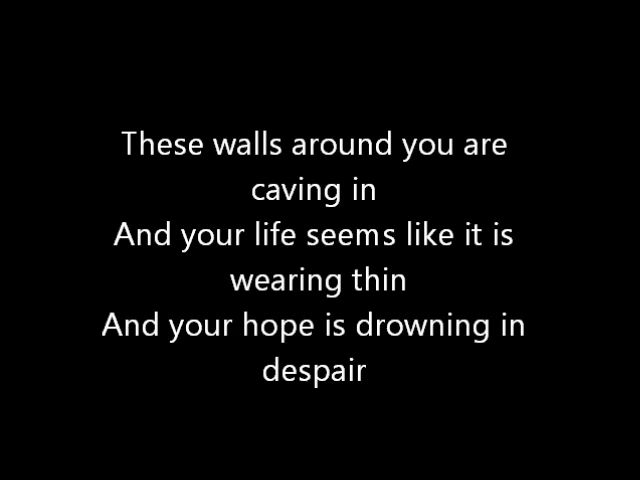 These walls around you are
caving in
And your life seems like it is
wearing thin
And your hope is drowning in
despair